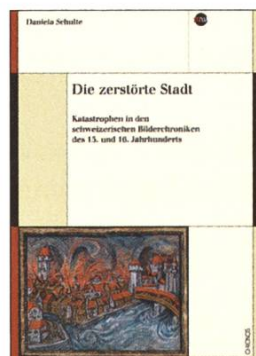 Daniela Schulte
Die zerstörte Stadt
Katastrophen in den
schweizerischen Bilderchroniken
des 15. und 16. Jahrhunderts
CHRONOS